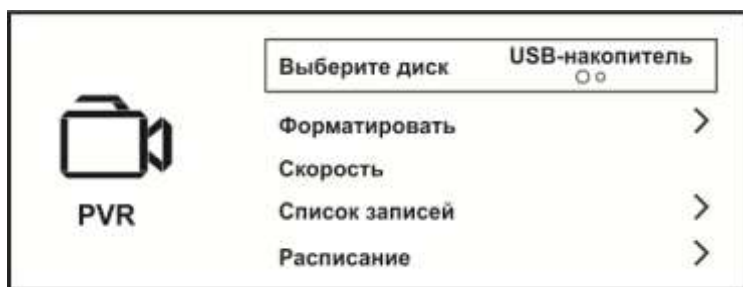 Выберите диск USB-накопитель
Форматировать
Скорость
PVR Список записей
Расписание